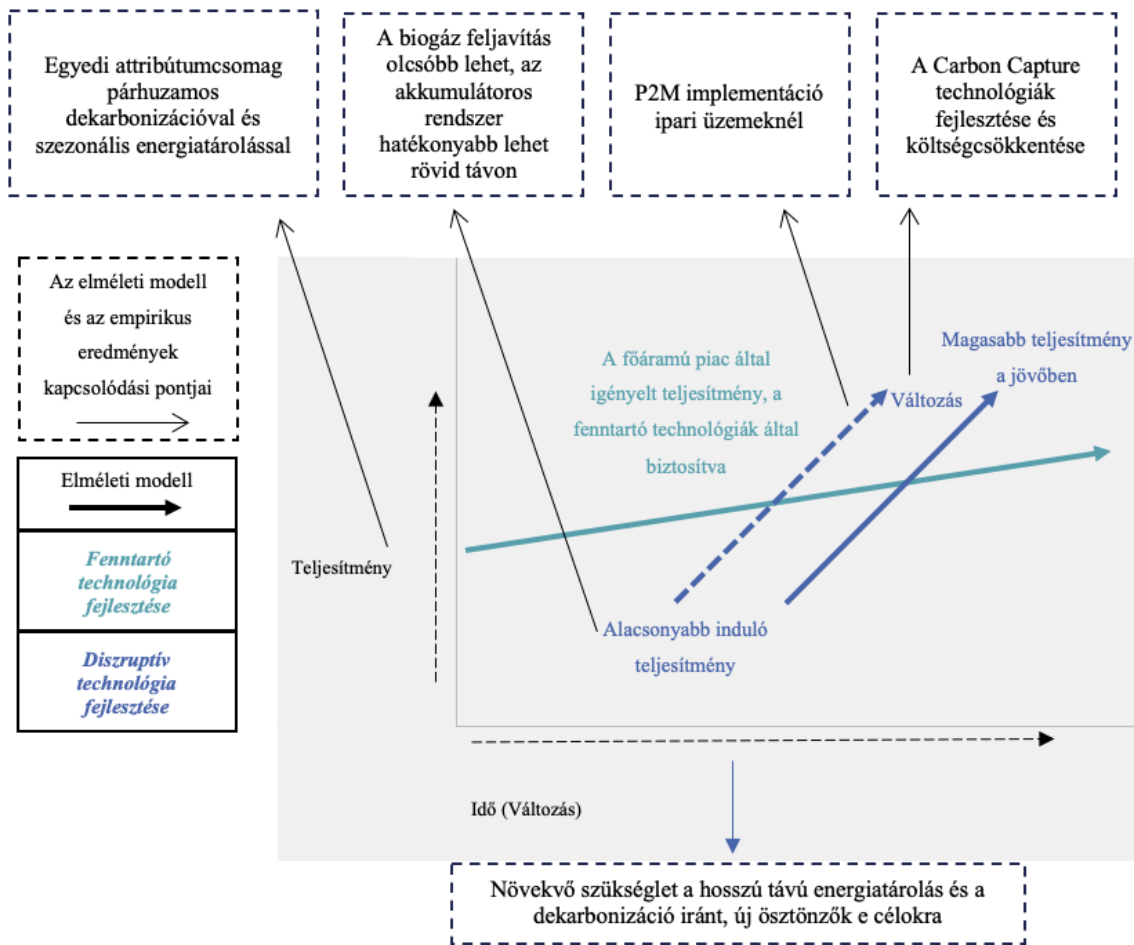 Egyedi attribútumcsomag
párhuzamos
dekarbonizációval és
szezonális energiatárolással
A biogáz feljavítás
olcsóbb lehet, az
akkumulátoros
rendszer
hatékonyabb lehet
rövid távon
P2M implementáció
ipari üzemeknél
A Carbon Capture
technológiák
fejlesztése és
költségcsökkentése
Az elméleti modell
és az empirikus
eredmények
kapcsolódási pontjai
Elméleti modell
Fenntartó
technológia
fejlesztése
Diszruptív
technológia
fejlesztése
A főáramú piac által
igényelt teljesítmény, a
fenntartó technológiák által
biztosítva
Magasabb teljesítmény
a jövőben
Változás
Teljesítmény
Alacsonyabb induló
teljesítmény
Idő (Változás)
Növekvő szükséglet a hosszú távú energiatárolás és a
dekarbonizáció iránt, új ösztönzők e célokra